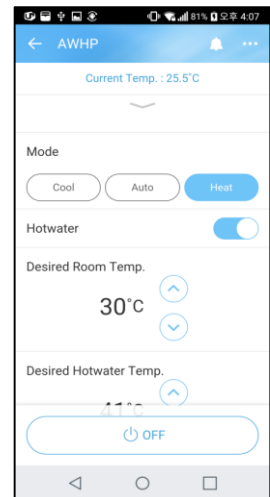 81% 오후 4:07
AWHP
Current Temp. : 25.5˚C
Mode
Cool Auto Heat
Hotwater
Desired Room Temp.
30˚C
Desired Hotwater Temp.
41˚C
OFF